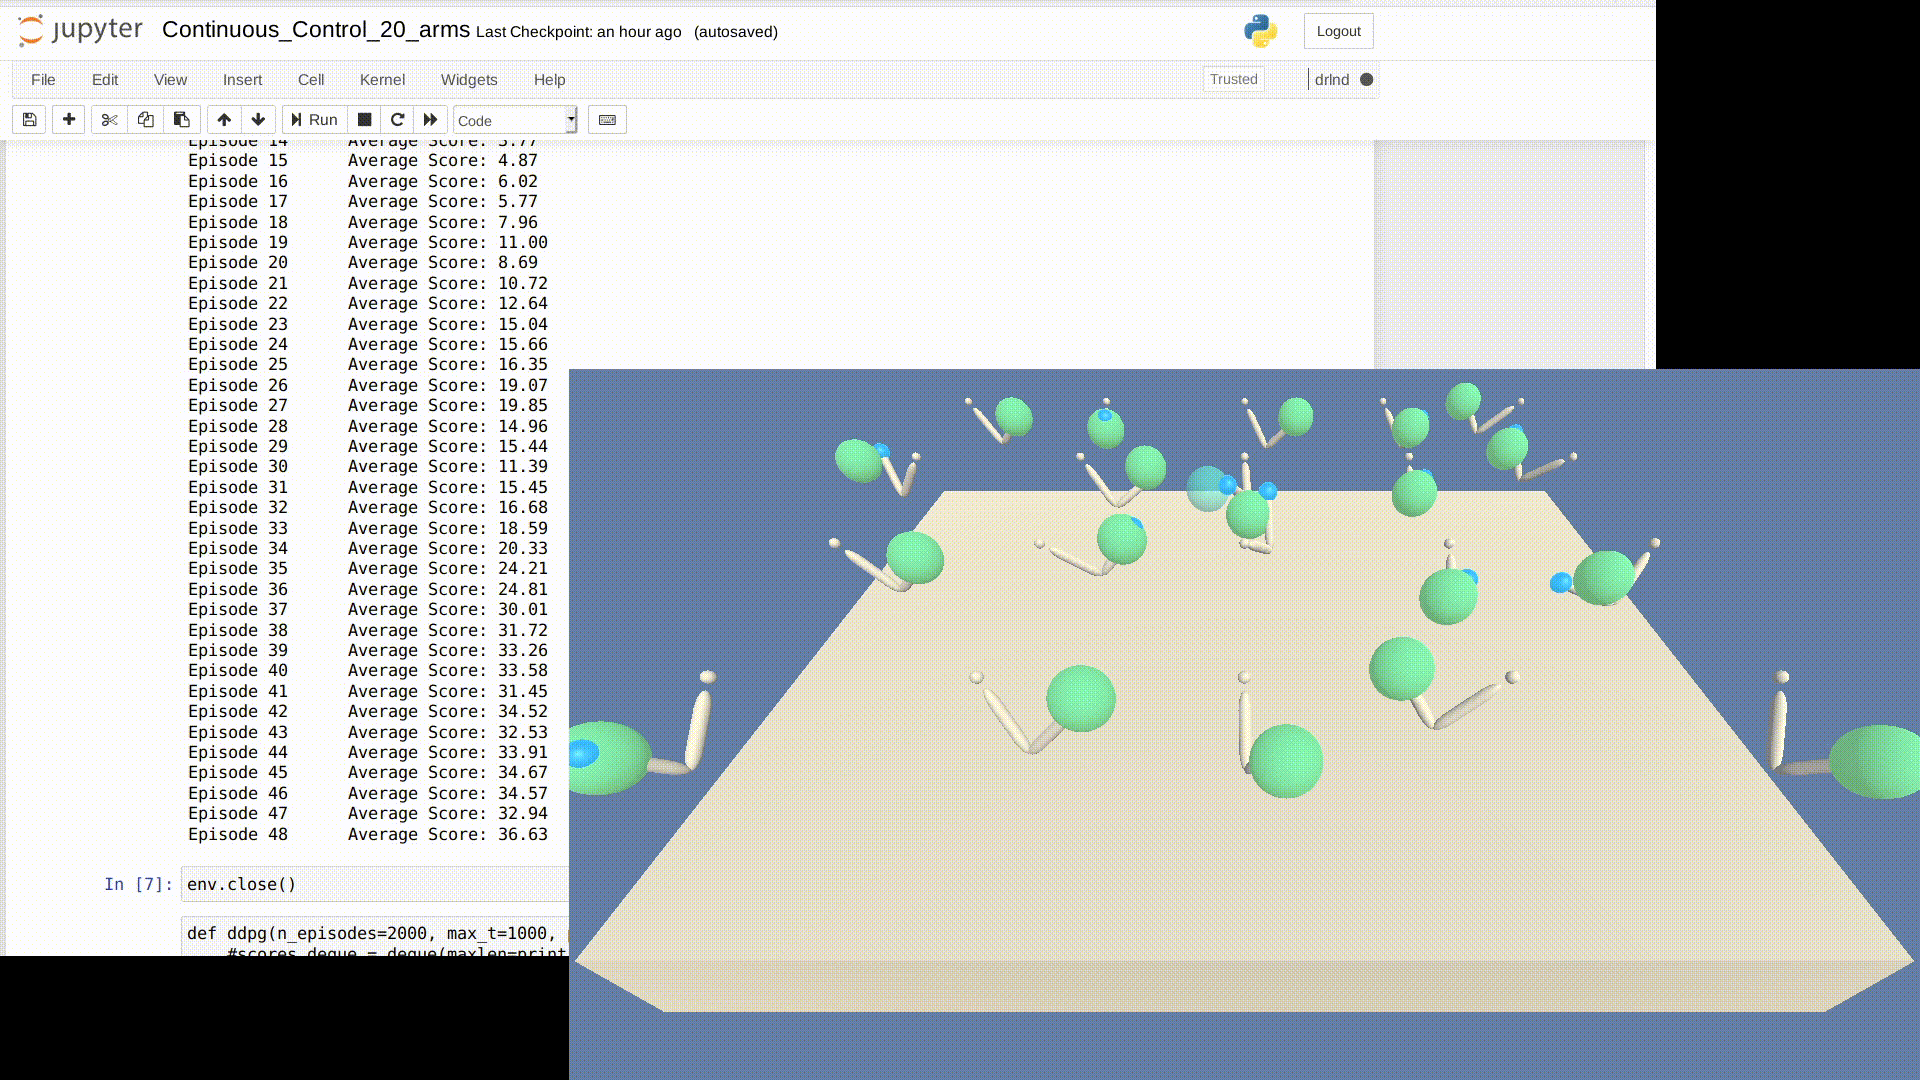 jupyter Continuous_Control_20_arms Last Checkpoint: an hour ago (autosaved)
Logout
File Edit View Insert Cell Kernel Widgets Help
Trusted
drlnd
Run
Code
Episode 14 Average Score: 3.77
Episode 15 Average Score: 4.87
Episode 16 Average Score: 6.02
Episode 17 Average Score: 5.77
Episode 18 Average Score: 7.96
Episode 19 Average Score: 11.00
Episode 20 Average Score: 8.69
Episode 21 Average Score: 10.72
Episode 22 Average Score: 12.64
Episode 23 Average Score: 15.04
Episode 24 Average Score: 15.66
Episode 25 Average Score: 16.35
Episode 26 Average Score: 19.07
Episode 27 Average Score: 19.85
Episode 28 Average Score: 14.96
Episode 29 Average Score: 15.44
Episode 30 Average Score: 11.39
Episode 31 Average Score: 15.45
Episode 32 Average Score: 16.68
Episode 33 Average Score: 18.59
Episode 34 Average Score: 20.33
Episode 35 Average Score: 24.21
Episode 36 Average Score: 24.81
Episode 37 Average Score: 30.01
Episode 38 Average Score: 31.72
Episode 39 Average Score: 33.26
Episode 40 Average Score: 33.58
Episode 41 Average Score: 31.45
Episode 42 Average Score: 34.52
Episode 43 Average Score: 32.53
Episode 44 Average Score: 33.91
Episode 45 Average Score: 34.67
Episode 46 Average Score: 34.57
Episode 47 Average Score: 32.94
Episode 48 Average Score: 36.63
In [7]: env.close()
def ddpg(n_episodes=2000, max_t=1000,
#scores_deque = deque(maxlen=print